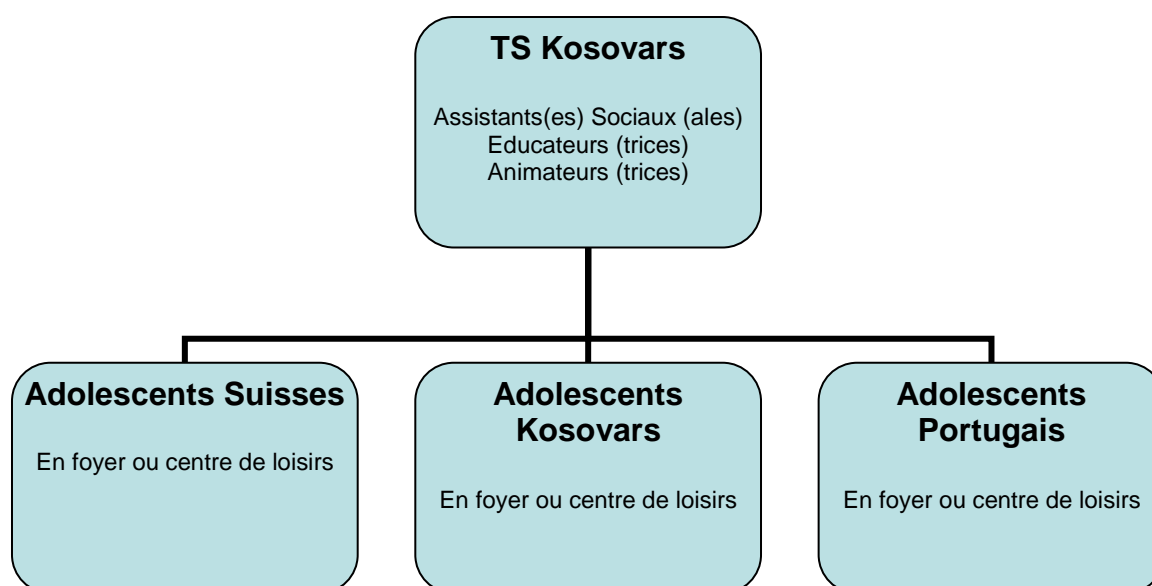 TS Kosovars
Assistants(es) Sociaux (ales)
Educateurs (trices)
Animateurs (trices)
Adolescents Suisses
En foyer ou centre de loisirs
Adolescents
Kosovars
En foyer ou centre de loisirs
Adolescents
Portugais
En foyer ou centre de loisirs